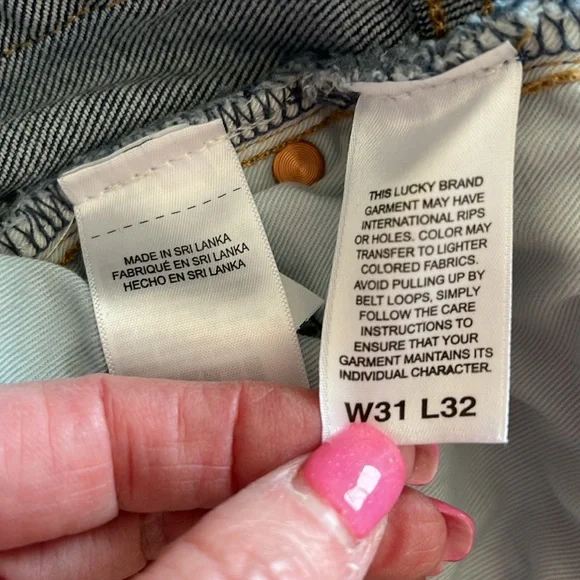 MADE IN SRI LANKA
FABRIQUÉ EN SRI LANKA
HECHO EN SRI LANKA
THIS LUCKY BRAND
GARMENT MAY HAVE
INTERNATIONAL RIPS
OR HOLES. COLOR MAY
TRANSFER TO LIGHTER
COLORED FABRICS.
AVOID PULLING UP BY
BELT LOOPS, SIMPLY
FOLLOW THE CARE
INSTRUCTIONS TO
ENSURE THAT YOUR
GARMENT MAINTAINS ITS
INDIVIDUAL CHARACTER.
W31 L32